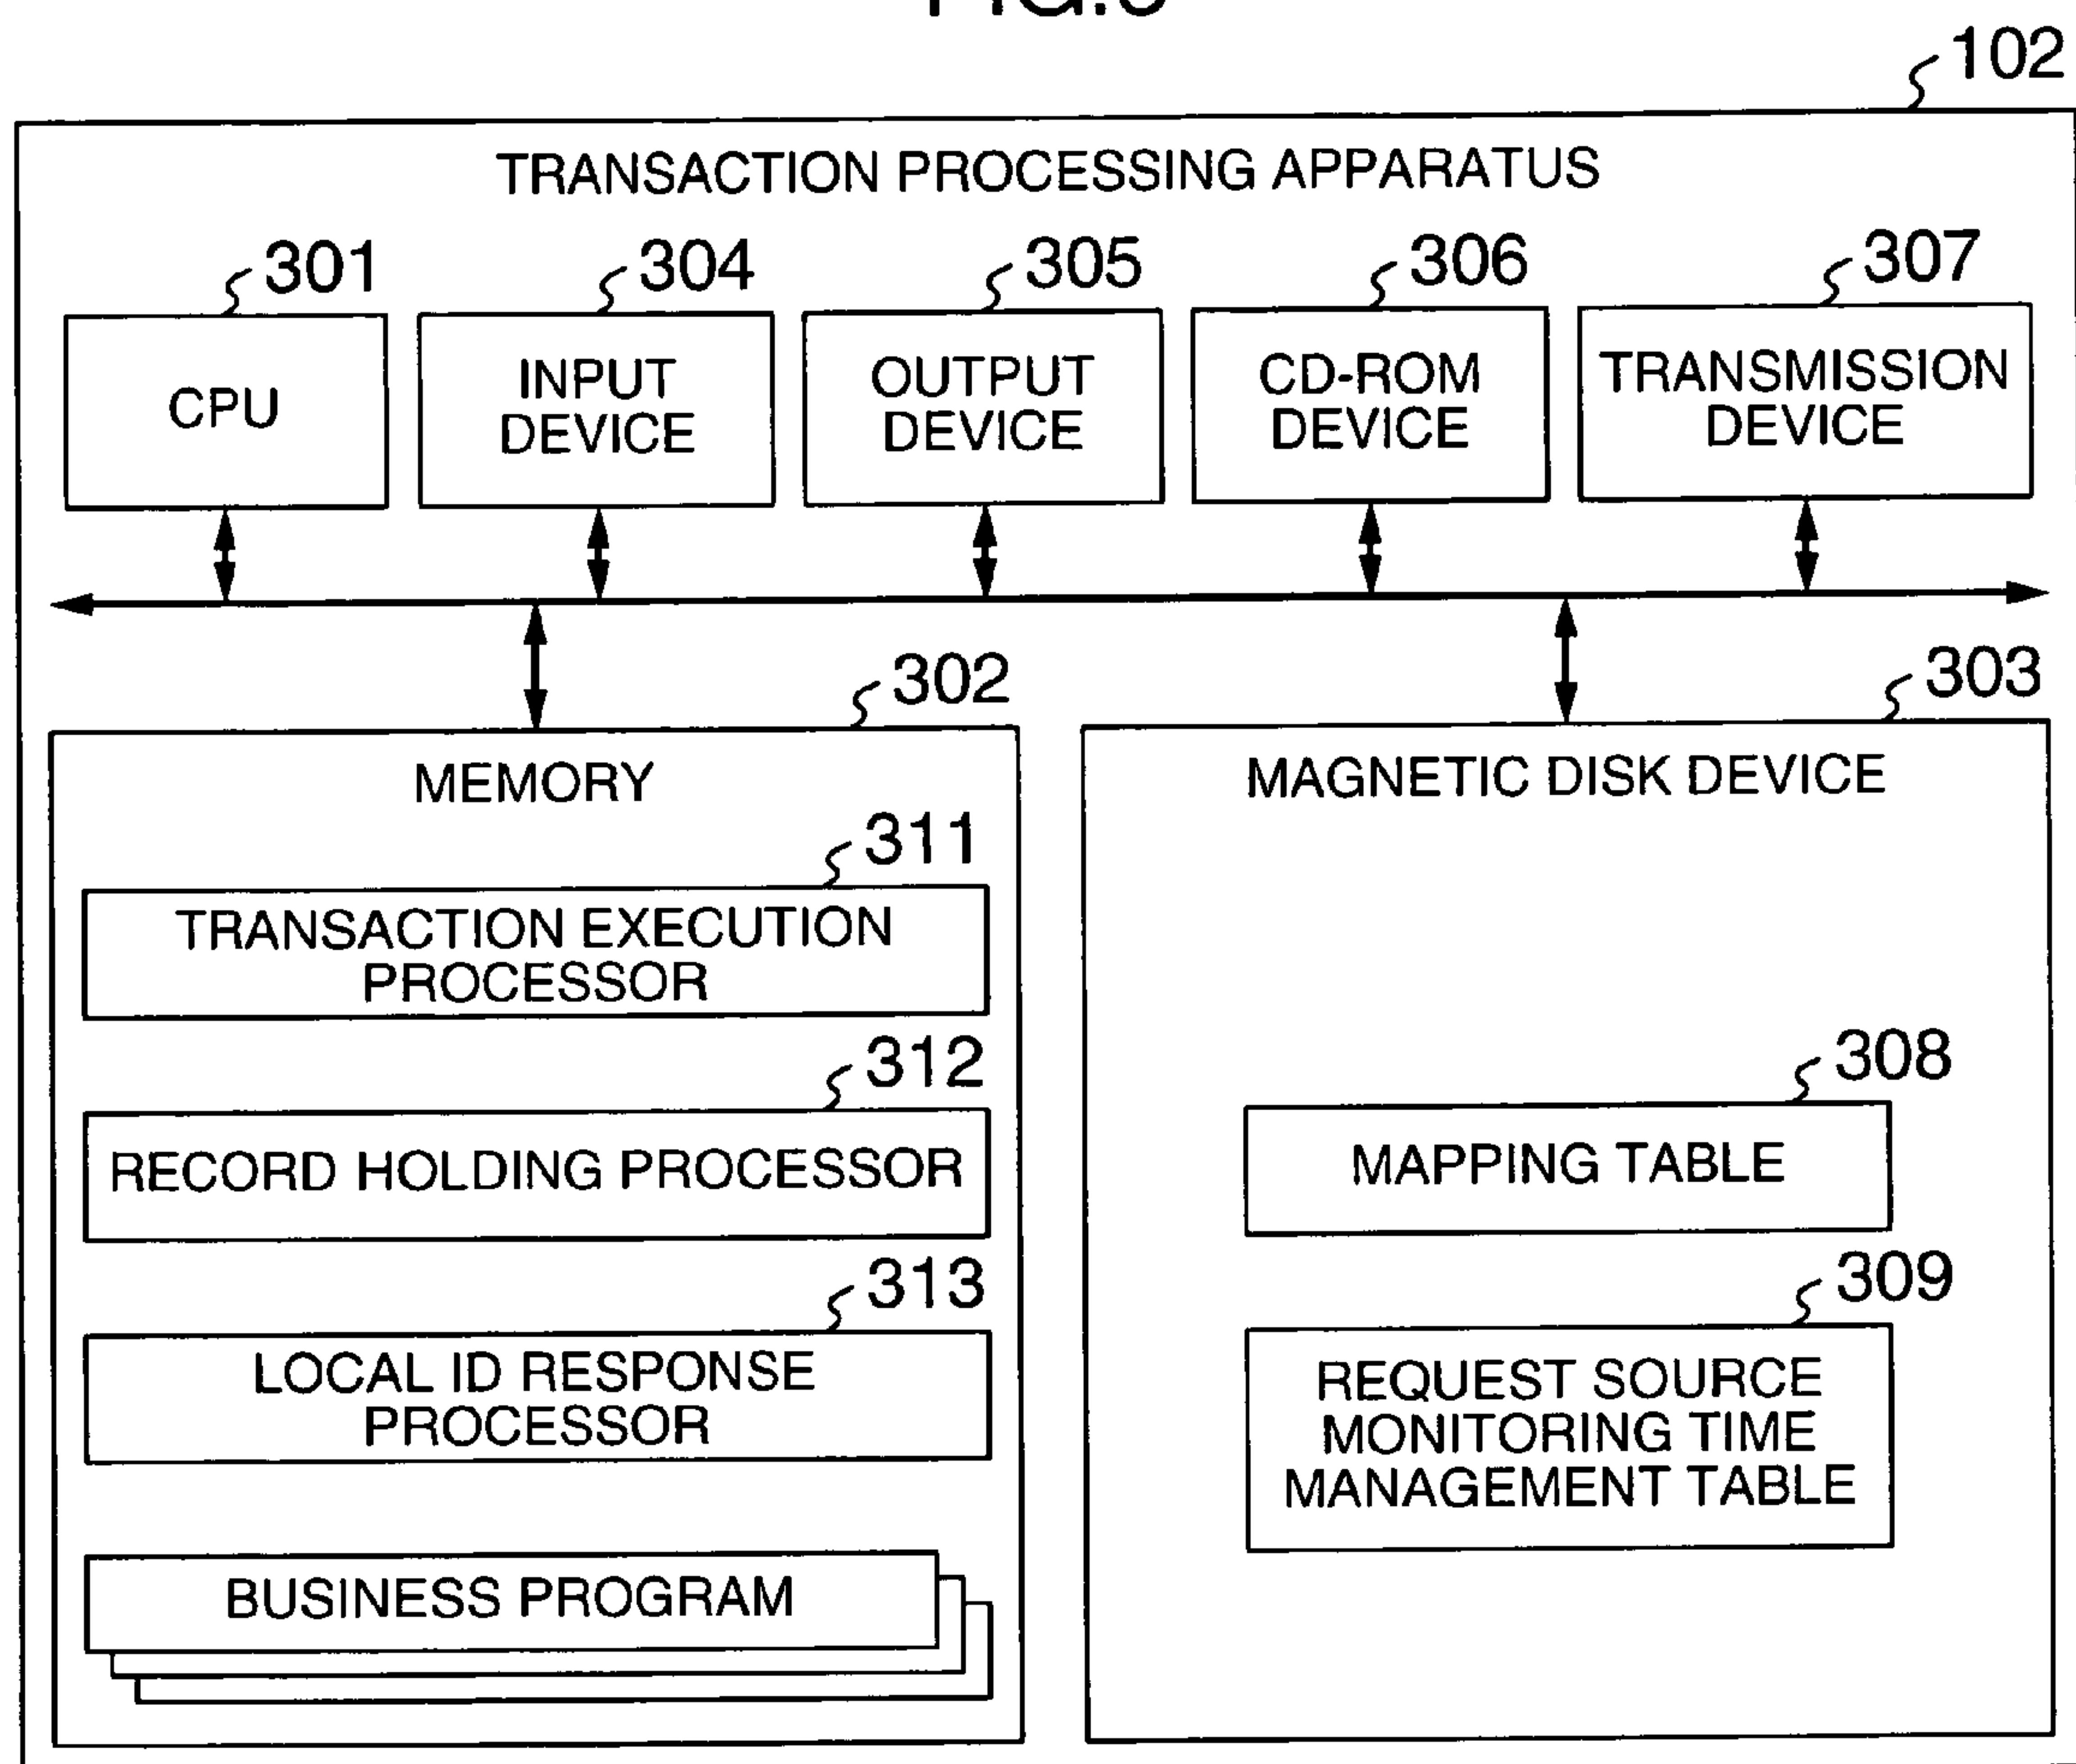 102
TRANSACTION PROCESSING APPARATUS
301
304
305
306
307
CPU
INPUT
DEVICE
OUTPUT
DEVICE
CD-ROM
DEVICE
TRANSMISSION
DEVICE
302
MEMORY
311
TRANSACTION EXECUTION
PROCESSOR
312
RECORD HOLDING PROCESSOR
313
LOCAL ID RESPONSE
PROCESSOR
BUSINESS PROGRAM
303
MAGNETIC DISK DEVICE
308
MAPPING TABLE
309
REQUEST SOURCE
MONITORING TIME
MANAGEMENT TABLE